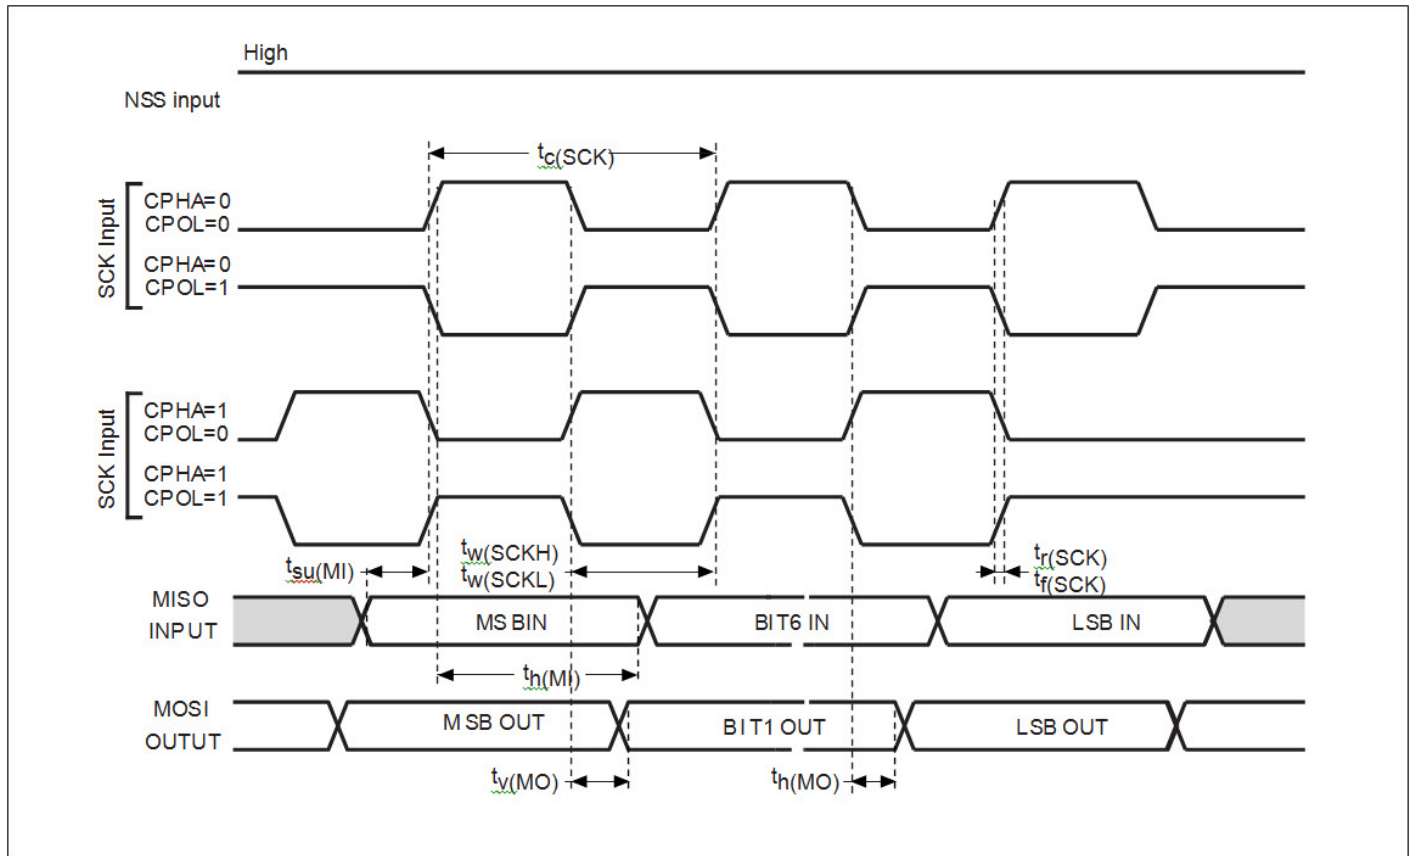 High
NSS input
tc(SCK)
SCK Input
CPHA=0
CPOL=0
CPHA=0
CPOL=1
SCK Input
CPHA=1
CPOL=0
CPHA=1
CPOL=1
tsu(MI)
tw(SCKH)
tw(SCKL)
tr(SCK)
tf(SCK)
MISO
INPUT
MS BIN
BIT6 IN
LSB IN
th(MI)
MOSI
OUTUT
MSB OUT
BIT1 OUT
LSB OUT
tv(MO)
th(MO)